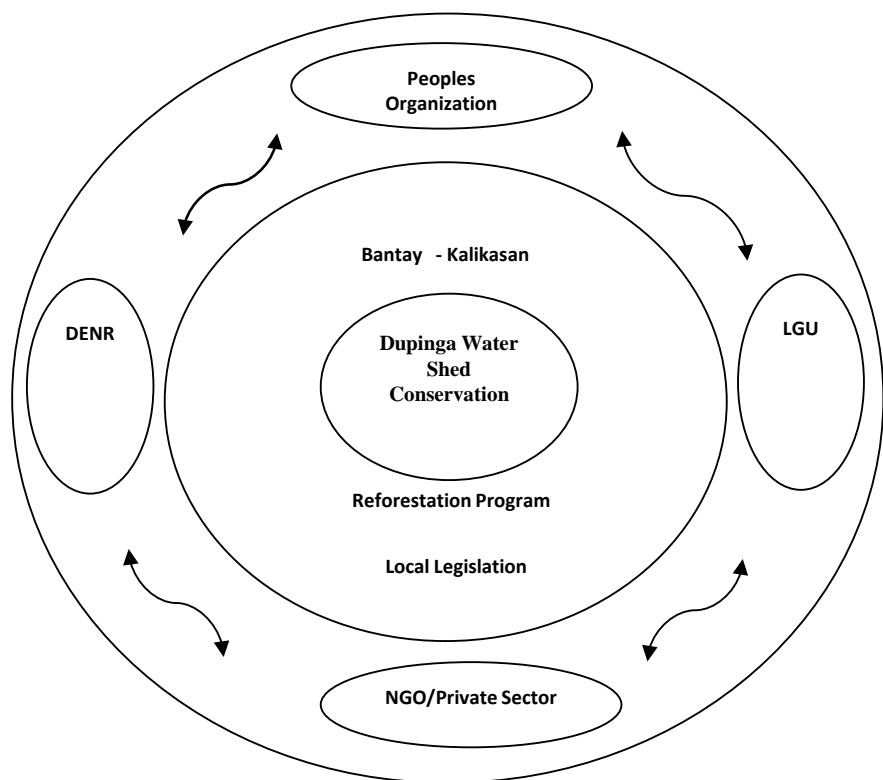 Peoples
Organization
Bantay - Kalikasan
DENR
LGU
Dupinga Water
Shed
Conservation
Reforestation Program
Local Legislation
NGO/Private Sector